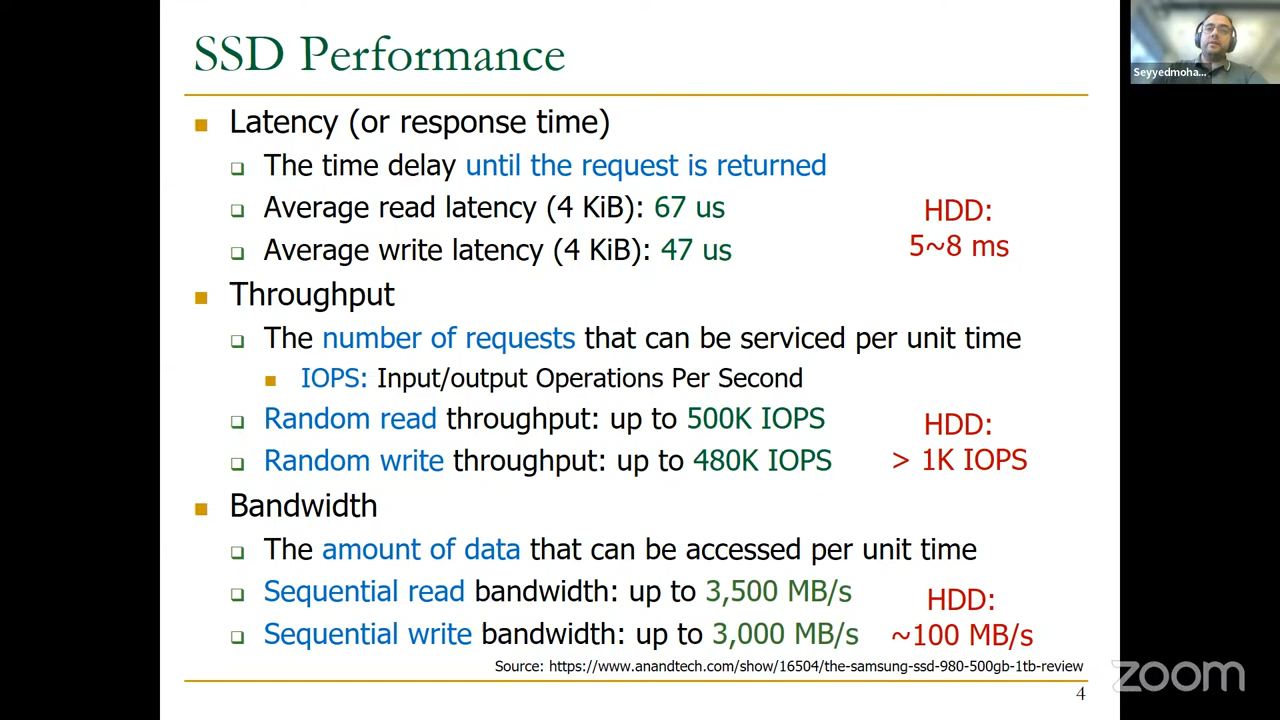 SSD Performance
Seyyedmoha...
Latency (or response time)
The time delay until the request is returned
Average read latency (4 KiB): 67 us
Average write latency (4 KiB): 47 us
HDD:
5~8 ms
Throughput
The number of requests that can be serviced per unit time
IOPS: Input/output Operations Per Second
Random read throughput: up to 500K IOPS
Random write throughput: up to 480K IOPS
HDD:
> 1K IOPS
Bandwidth
The amount of data that can be accessed per unit time
Sequential read bandwidth: up to 3,500 MB/s
Sequential write bandwidth: up to 3,000 MB/s
HDD:
~100 MB/s
Source: https://www.anandtech.com/show/16504/the-samsung-ssd-980-500gb-1tb-review
4
zoom